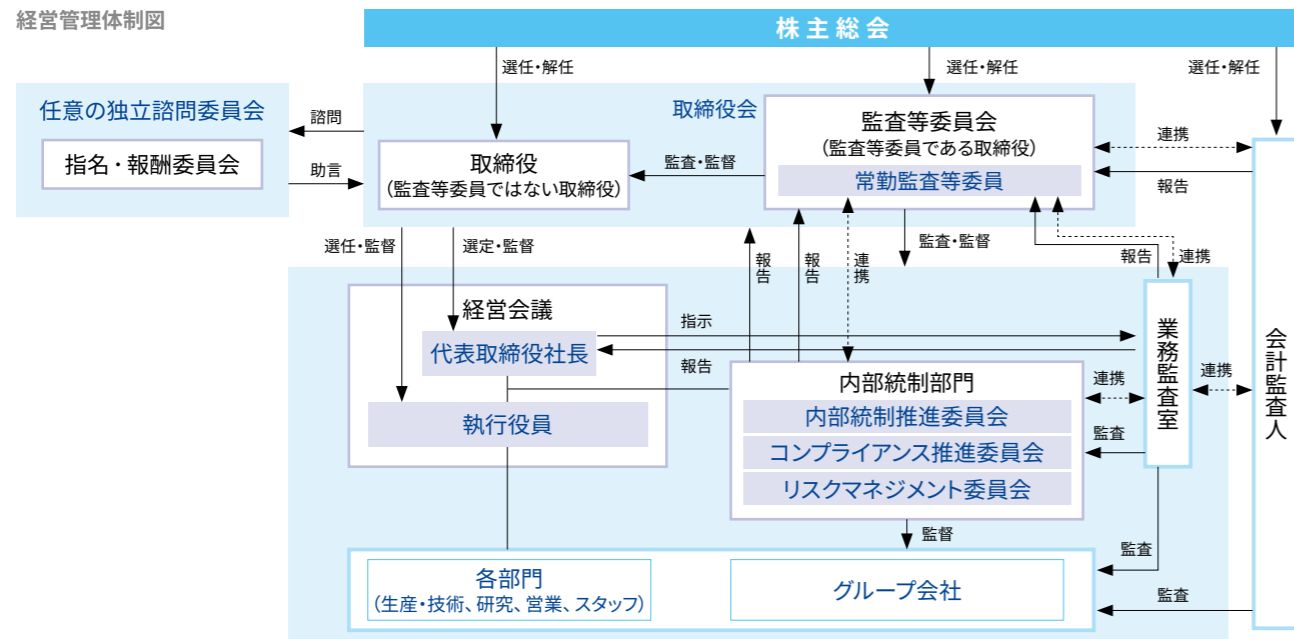 経営管理体制図
株主総会
選任・解任
選任・解任
選任・解任
任意の独立諮問委員会
指名・報酬委員会
諮問
助言
取締役会
取締役
(監査等委員ではない取締役)
監査・監督
監査等委員会
(監査等委員である取締役)
常勤監査等委員
連携
報告
選任・監督
選定・監督
報告
報告
連携
監査・監督
報告
連携
経営会議
代表取締役社長
執行役員
指示
報告
内部統制部門
内部統制推進委員会
コンプライアンス推進委員会
リスクマネジメント委員会
連携
監査
業務監査室
連携
会計監査人
監督
監査
監査
各部門
(生産・技術、研究、営業、スタッフ)
グループ会社